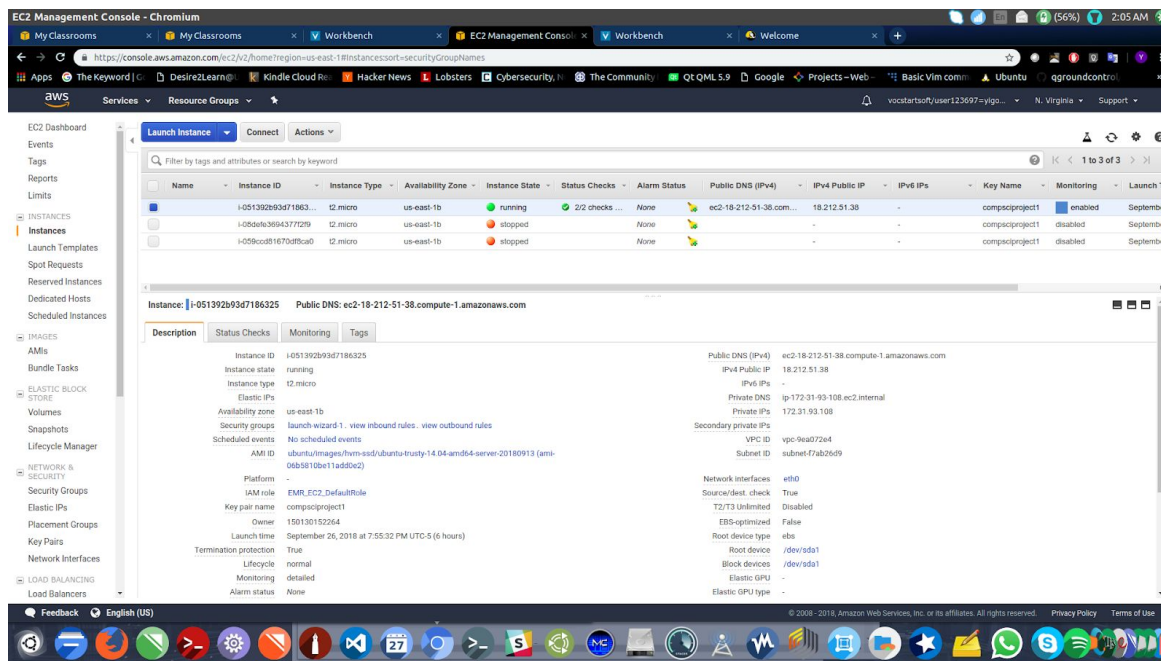 EC2 Management Console - Chromium
En (56%) 2:05 AM
My Classrooms × My Classrooms × Workbench × EC2 Management Consol × Workbench × Welcome × +
https://console.aws.amazon.com/ec2/v2/home?region=us-east-1#Instances:sort=securityGroupNames
Apps The Keyword | Go Desire2Learn@ Kindle Cloud Re Hacker News Lobsters Cybersecurity, N The Community Qt QML 5.9 Google Projects – Web - Basic Vim comm Ubuntu qgroundcontrol
aws Services Resource Groups vocstartsoft/user123697=yigo... N. Virginia Support
EC2 Dashboard
Events
Tags
Reports
Limits
INSTANCES
Instances
Launch Templates
Spot Requests
Reserved Instances
Dedicated Hosts
Scheduled Instances
IMAGES
AMIs
Bundle Tasks
ELASTIC BLOCK
STORE
Volumes
Snapshots
Lifecycle Manager
NETWORK &
SECURITY
Security Groups
Elastic IPs
Placement Groups
Key Pairs
Network Interfaces
LOAD BALANCING
Load Balancers
Launch Instance Connect Actions
Filter by tags and attributes or search by keyword 1 to 3 of 3
Name Instance ID Instance Type Availability Zone Instance State Status Checks Alarm Status Public DNS (IPv4) IPv4 Public IP IPv6 IPs Key Name Monitoring Launch
i-051392b93d71863... t2.micro us-east-1b running 2/2 checks ... None ec2-18-212-51-38.com... 18.212.51.38 - compsciproject1 enabled Septemb
t2.micro us-east-1b stopped None - - compsciproject1 disabled Septemb
i-059ccd81670df8ca0 t2.micro us-east-1b stopped None - - compsciproject1 disabled Septemb
Instance: i-051392b93d7186325 Public DNS: ec2-18-212-51-38.compute-1.amazonaws.com
Description Status Checks Monitoring Tags
Instance ID i-051392b93d7186325
Instance state running
Instance type t2.micro
Elastic IPs
Availability zone us-east-1b
Security groups launch-wizard-1. view inbound rules. view outbound rules
Scheduled events No scheduled events
AMI ID ubuntu/images/hvm-ssd/ubuntu-trusty-14.04-amd64-server-20180913 (ami-
06b5810be11add0e2)
Platform -
IAM role EMR_EC2_DefaultRole
Key pair name compsciproject1
Owner 150130152264
Launch time September 26, 2018 at 7:55:32 PM UTC-5 (6 hours)
Termination protection True
Lifecycle normal
Monitoring detailed
Alarm status None
Public DNS (IPv4) ec2-18-212-51-38.compute-1.amazonaws.com
IPv4 Public IP 18.212.51.38
IPv6 IPs -
Private DNS ip-172-31-93-108.ec2.internal
Private IPs 172.31.93.108
Secondary private IPs
VPC ID vpc-9ea072e4
Subnet ID subnet-f7ab26d9
Network interfaces eth0
Source/dest. check True
T2/T3 Unlimited Disabled
EBS-optimized False
Root device type ebs
Root device /dev/sda1
Block devices /dev/sda1
Elastic GPU -
Elastic GPU type -
Feedback English (US) © 2008 - 2018, Amazon Web Services, Inc. or its affiliates. All rights reserved. Privacy Policy Terms of Use
27 S MC